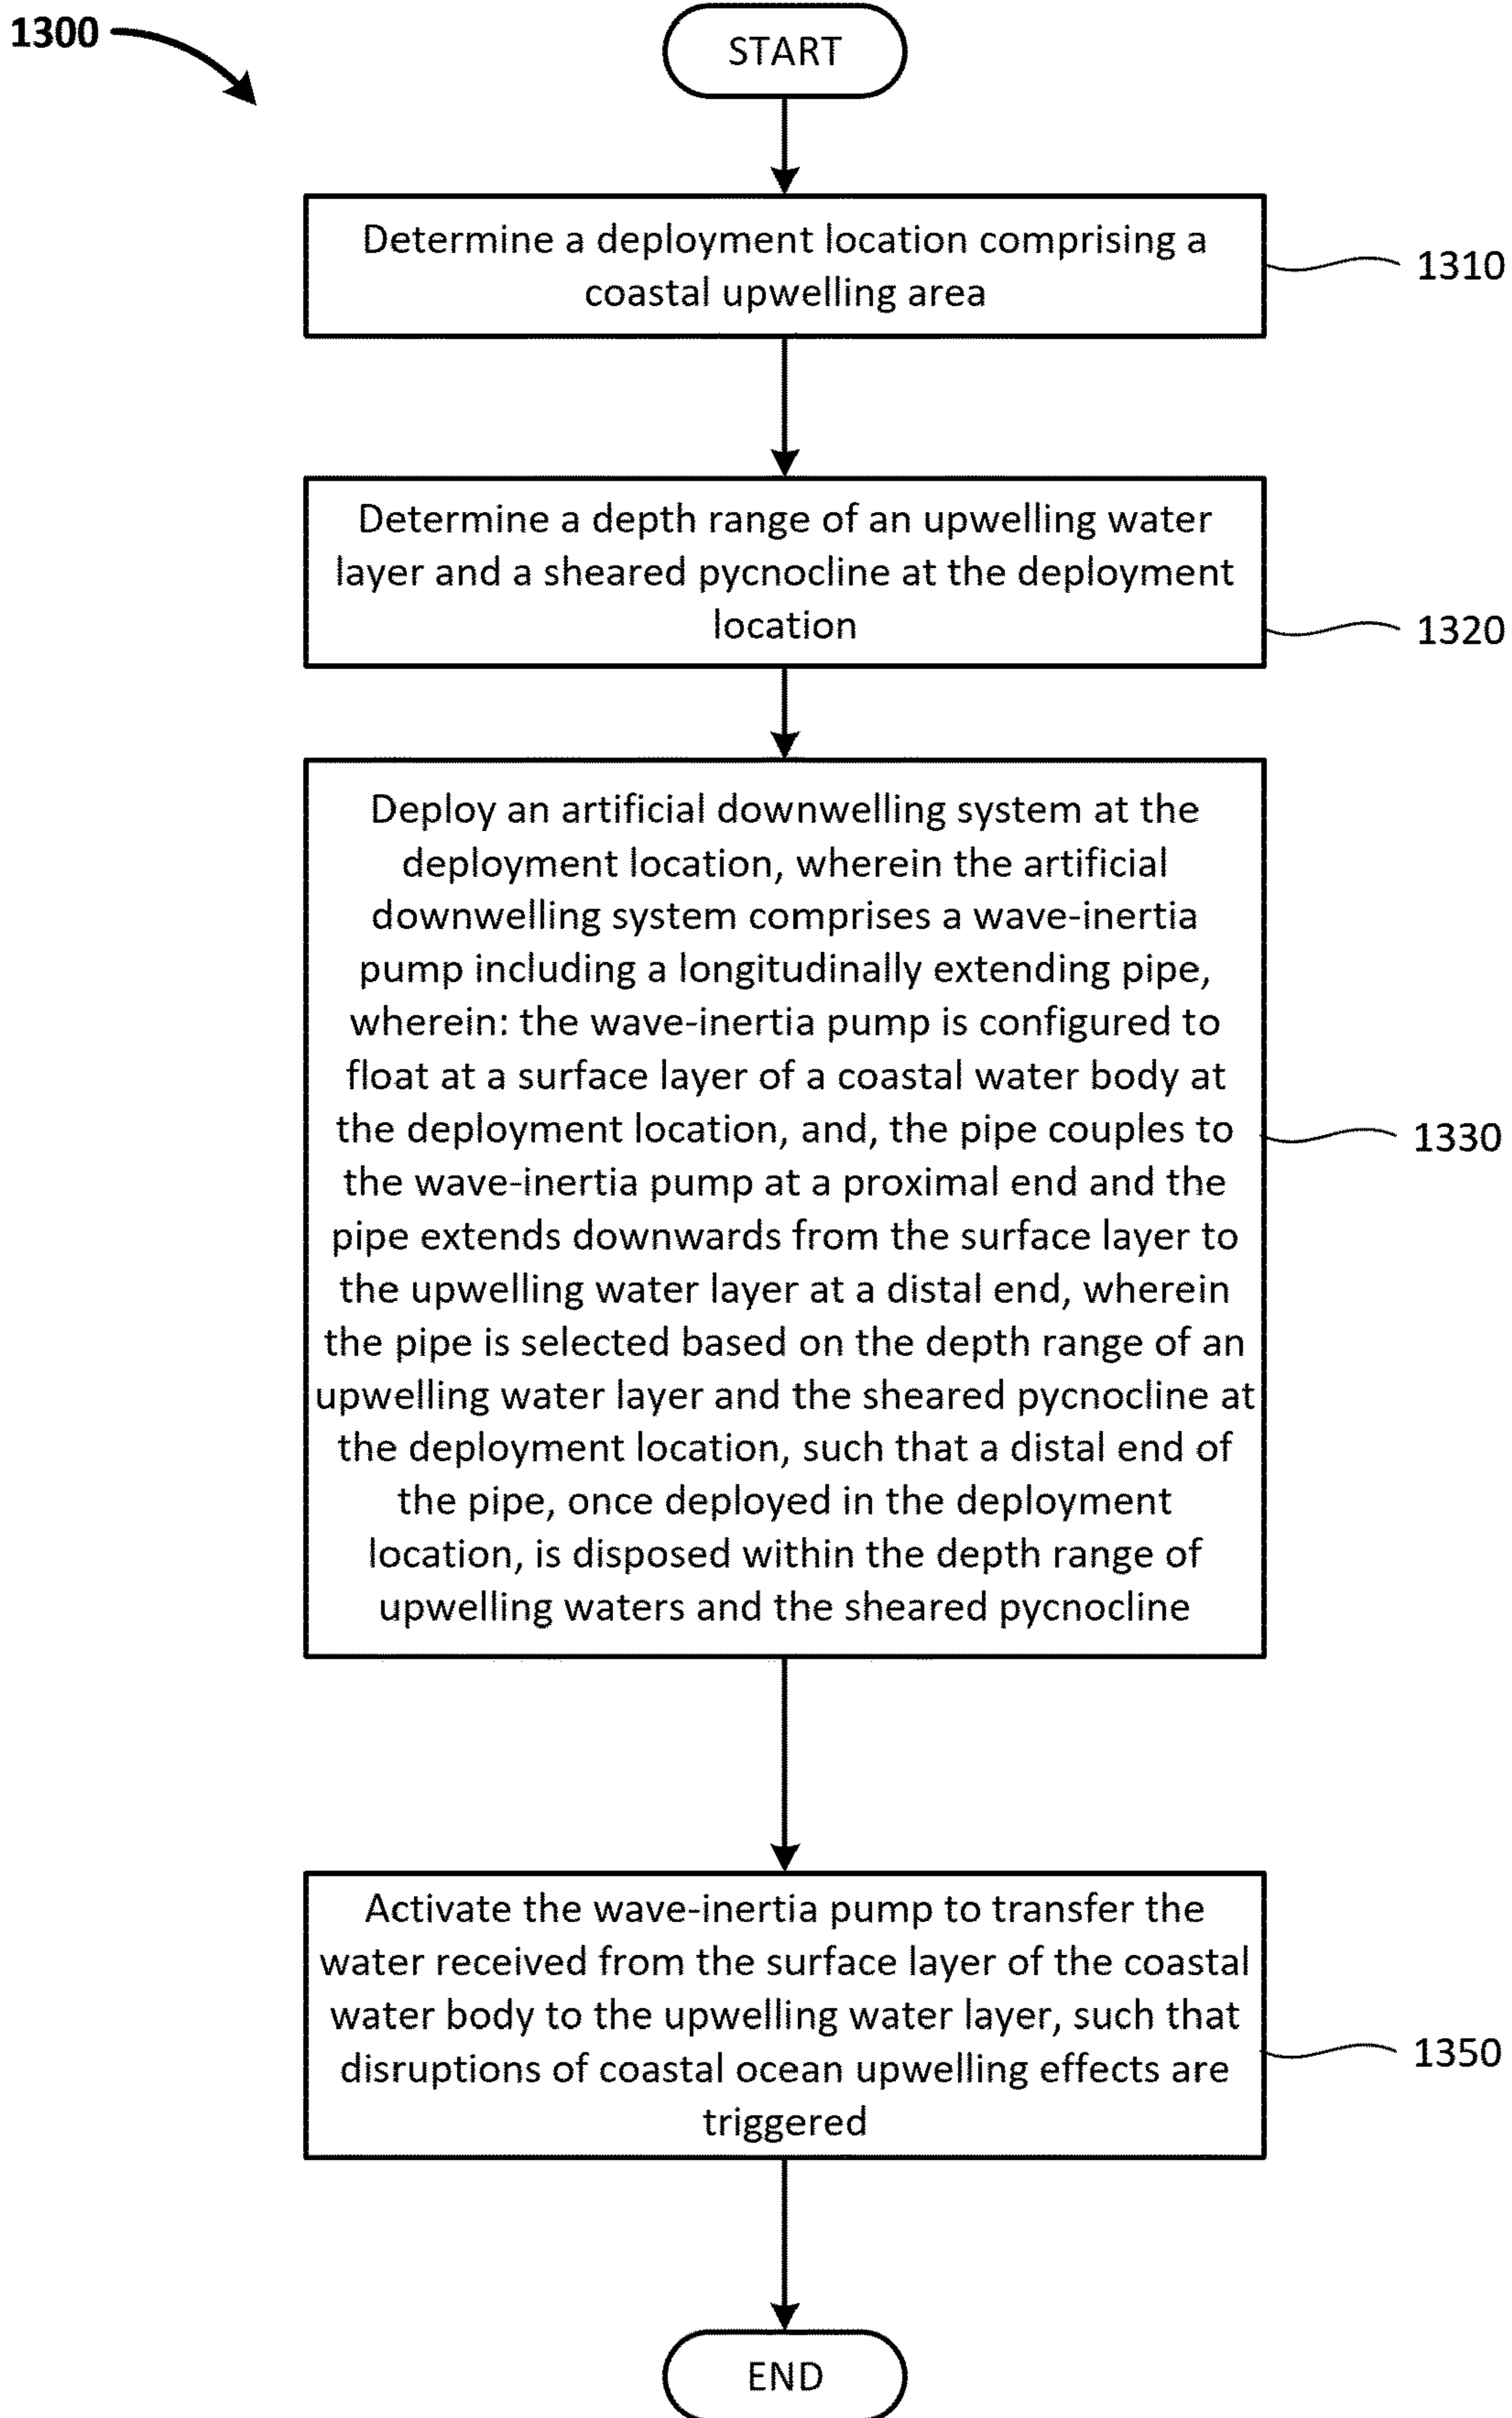 1300
START
Determine a deployment location comprising a
coastal upwelling area
1310
Determine a depth range of an upwelling water
layer and a sheared pycnocline at the deployment
location
1320
Deploy an artificial downwelling system at the
deployment location, wherein the artificial
downwelling system comprises a wave-inertia
pump including a longitudinally extending pipe,
wherein: the wave-inertia pump is configured to
float at a surface layer of a coastal water body at
the deployment location, and, the pipe couples to
the wave-inertia pump at a proximal end and the
pipe extends downwards from the surface layer to
the upwelling water layer at a distal end, wherein
the pipe is selected based on the depth range of an
upwelling water layer and the sheared pycnocline at
the deployment location, such that a distal end of
the pipe, once deployed in the deployment
location, is disposed within the depth range of
upwelling waters and the sheared pycnocline
1330
Activate the wave-inertia pump to transfer the
water received from the surface layer of the coastal
water body to the upwelling water layer, such that
disruptions of coastal ocean upwelling effects are
triggered
1350
END